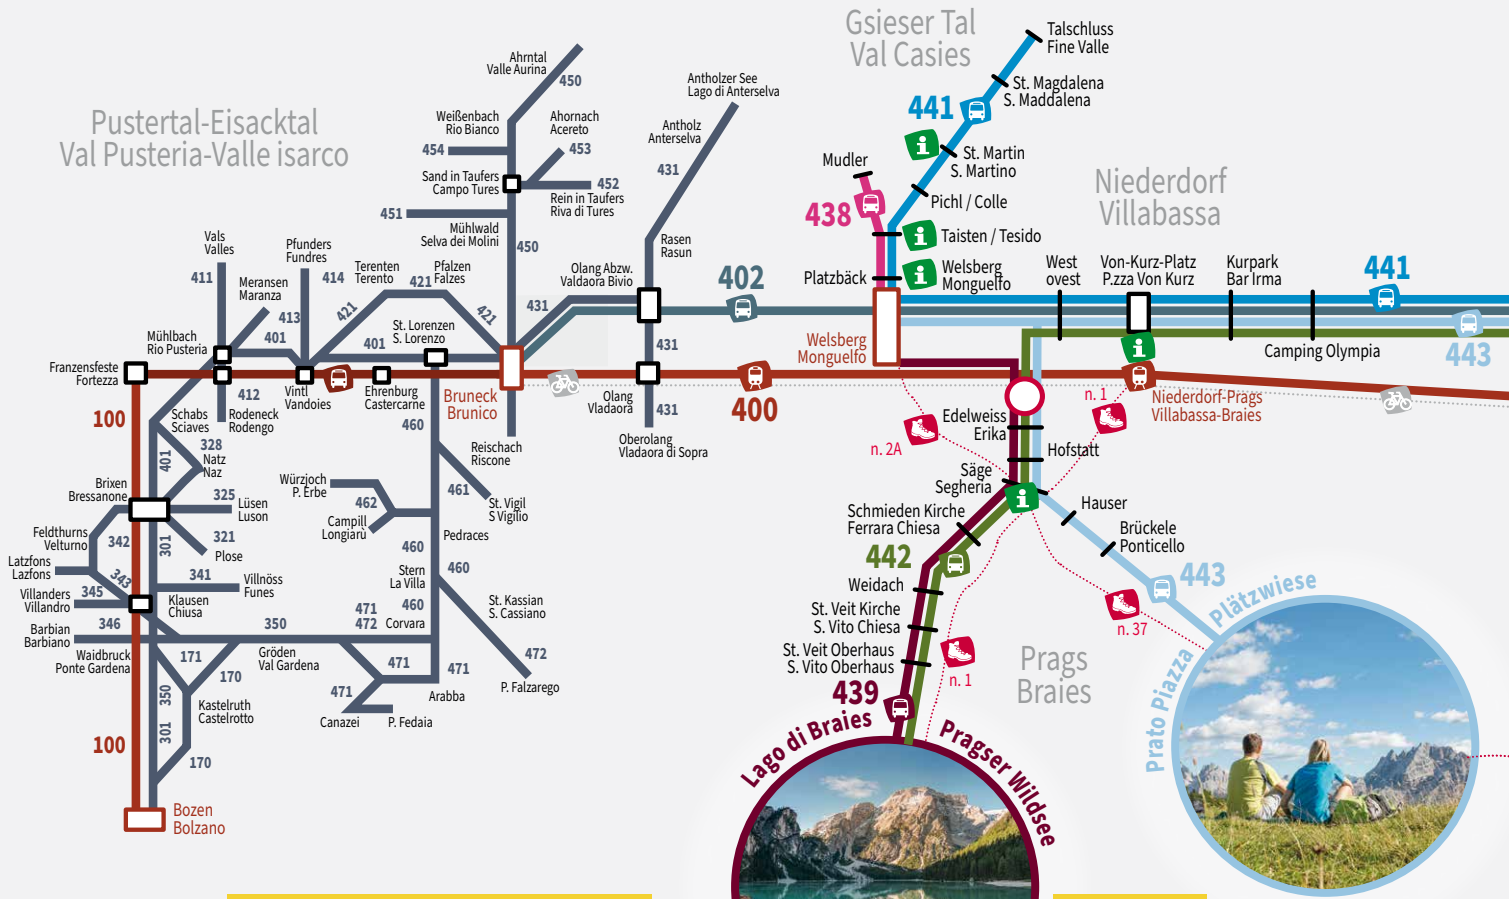 Pustertal-Eisacktal
Val Pusteria-Valle isarco
Gsieser Tal
Val Casies
Niederdorf
Villabassa
Prags
Braies
Ahrntal
Valle Aurina
450
Weißenbach
Rio Bianco
Ahornach
Acereto
454
453
Sand in Taufers
Campo Tures
452
Rein in Taufers
Riva di Tures
451
Mühlwald
Selva dei Molini
450
Antholzer See
Lago di Anterselva
Antholz
Anterselva
431
Rasen
Rasun
Olang Abzw.
Valdaora Bivio
431
402
Vals
Valles
411
Meransen
Maranza
413
Pfunders
Fundres
414
Terenten
Terento
421
Pfalzen
Falzes
421
421
Mühlbach
Rio Pusteria
401
401
St. Lorenzen
S. Lorenzo
Franzensfeste
Fortezza
412
Rodeneck
Rodengo
Vintl
Vandoies
Ehrenburg
Castercarne
Bruneck
Brunico
431
Olang
Vladaora
431
Oberolang
Vladaora di Sopra
400
100
Schabs
Sciaves
401
328
Natz
Naz
Brixen
Bressanone
325
Lüsen
Luson
321
Plose
Feldthurns
Velturno
342
301
Latzfons
Lazfons
343
341
Villnöss
Funes
345
Villanders
Villandro
Klausen
Chiusa
346
Barbian
Barbiano
Waidbruck
Ponte Gardena
350
Gröden
Val Gardena
171
170
350
301
Kastelruth
Castelrotto
170
100
Bozen
Bolzano
460
Reischach
Riscone
461
St. Vigil
S Vigilio
Würzjoch
P. Erbe
462
Campill
Longiarù
Pedraces
460
Stern
La Villa
460
460
471
472
Corvara
St. Kassian
S. Cassiano
472
P. Falzarego
471
471
471
Arabba
Canazei
P. Fedaia
Talschluss
Fine Valle
St. Magdalena
S. Maddalena
441
St. Martin
S. Martino
Pichl / Colle
Mudler
438
Taisten / Tesido
Platzbäck
Welsberg
Monguelfo
Welsberg
Monguelfo
West
ovest
Von-Kurz-Platz
P.zza Von Kurz
Kurpark
Bar Irma
441
443
Camping Olympia
Niederdorf-Prags
Villabassa-Braies
n. 1
n. 2A
Edelweiss
Erika
Hofstatt
Säge
Segheria
Hauser
Schmieden Kirche
Ferrara Chiesa
Brückele
Ponticello
442
443
Weidach
St. Veit Kirche
S. Vito Chiesa
St. Veit Oberhaus
S. Vito Oberhaus
439
n. 1
n. 37
Lago di Braies
Pragser Wildsee
Prato Piazza
Plätzwiese